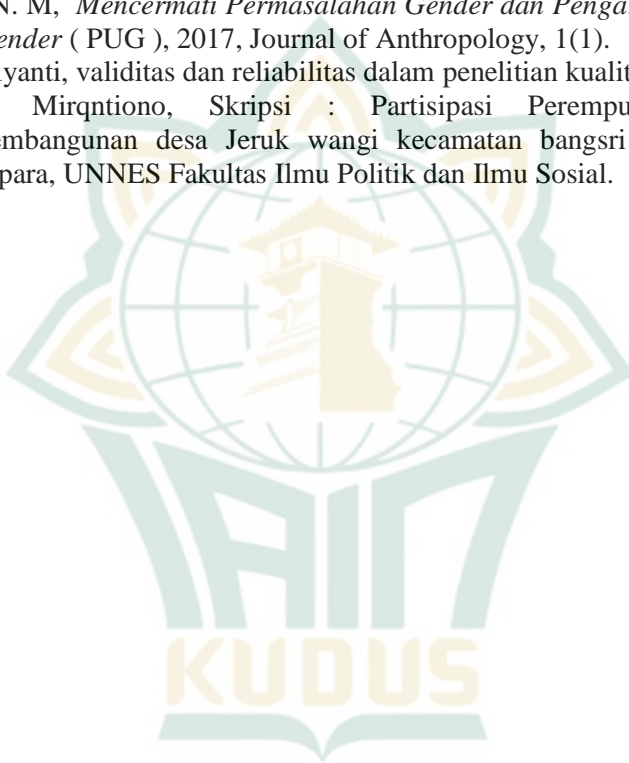 N. M, Mencermati Permasalahan Gender dan Penga
ender ( PUG ), 2017, Journal of Anthropology, 1(1).
yanti, validitas dan reliabilitas dalam penelitian kualit
Mirqntiono, Skripsi : Partisipasi Perempu
embangunan desa Jeruk wangi kecamatan bangsri
para, UNNES Fakultas Ilmu Politik dan Ilmu Sosial.
IAIN
KUDUS